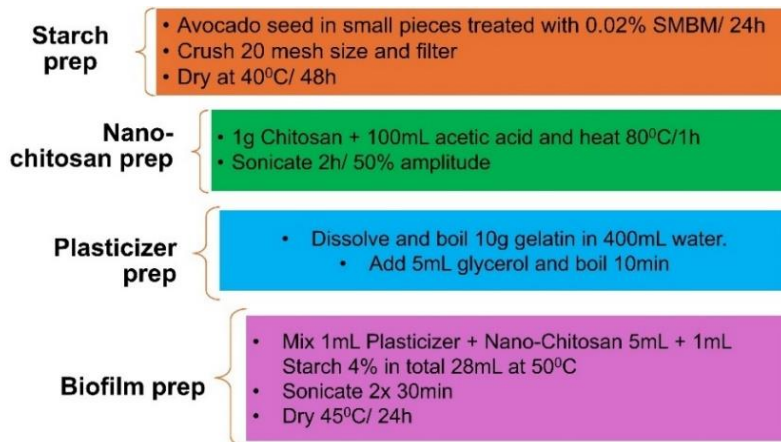 Starch
prep
• Avocado seed in small pieces treated with 0.02% SMBM/ 24h
• Crush 20 mesh size and filter
• Dry at 40⁰C/ 48h
Nano-
chitosan prep
• 1g Chitosan + 100mL acetic acid and heat 80⁰C/1h
• Sonicate 2h/ 50% amplitude
Plasticizer
prep
• Dissolve and boil 10g gelatin in 400mL water.
• Add 5mL glycerol and boil 10min
Biofilm prep
• Mix 1mL Plasticizer + Nano-Chitosan 5mL + 1mL
Starch 4% in total 28mL at 50⁰C
• Sonicate 2x 30min
• Dry 45⁰C/ 24h